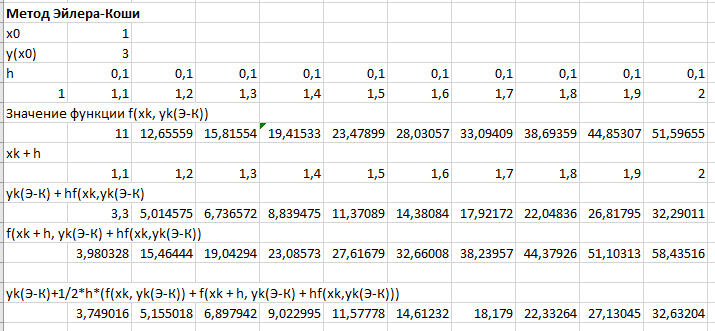 Метод Эйлера-Коши
x0 1
y(x0) 3
h 0,1 0,1 0,1 0,1 0,1 0,1 0,1 0,1 0,1 0,1
1 1,1 1,2 1,3 1,4 1,5 1,6 1,7 1,8 1,9 2
Значение функции f(xk, yk(Э-К))
11 12,65559 15,81554 19,41533 23,47899 28,03057 33,09409 38,69359 44,85307 51,59655
xk + h
1,1 1,2 1,3 1,4 1,5 1,6 1,7 1,8 1,9 2
yk(Э-К) + hf(xk,yk(Э-К)
3,3 5,014575 6,736572 8,839475 11,37089 14,38084 17,92172 22,04836 26,81795 32,29011
f(xk + h, yk(Э-К) + hf(xk,yk(Э-К))
3,980328 15,46444 19,04294 23,08573 27,61679 32,66008 38,23957 44,37926 51,10313 58,43516
yk(Э-К)+1/2*h*(f(xk, yk(Э-К)) + f(xk + h, yk(Э-К) + hf(xk,yk(Э-К)))
3,749016 5,155018 6,897942 9,022995 11,57778 14,61232 18,179 22,33264 27,13045 32,63204